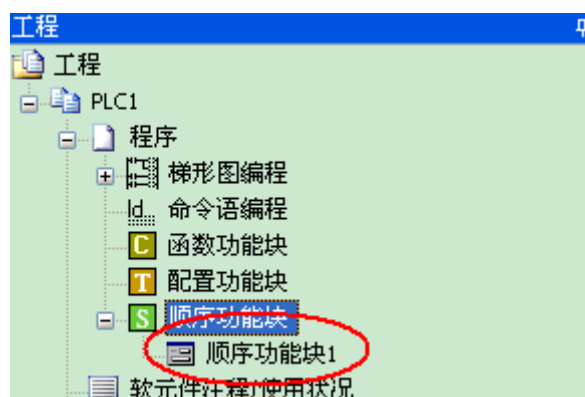 工程
工程
PLC1
程序
梯形图编程
ld… 命令语编程
C 函数功能块
T 配置功能块
S 顺序功能块
顺序功能块1
软元件注释/使用状况